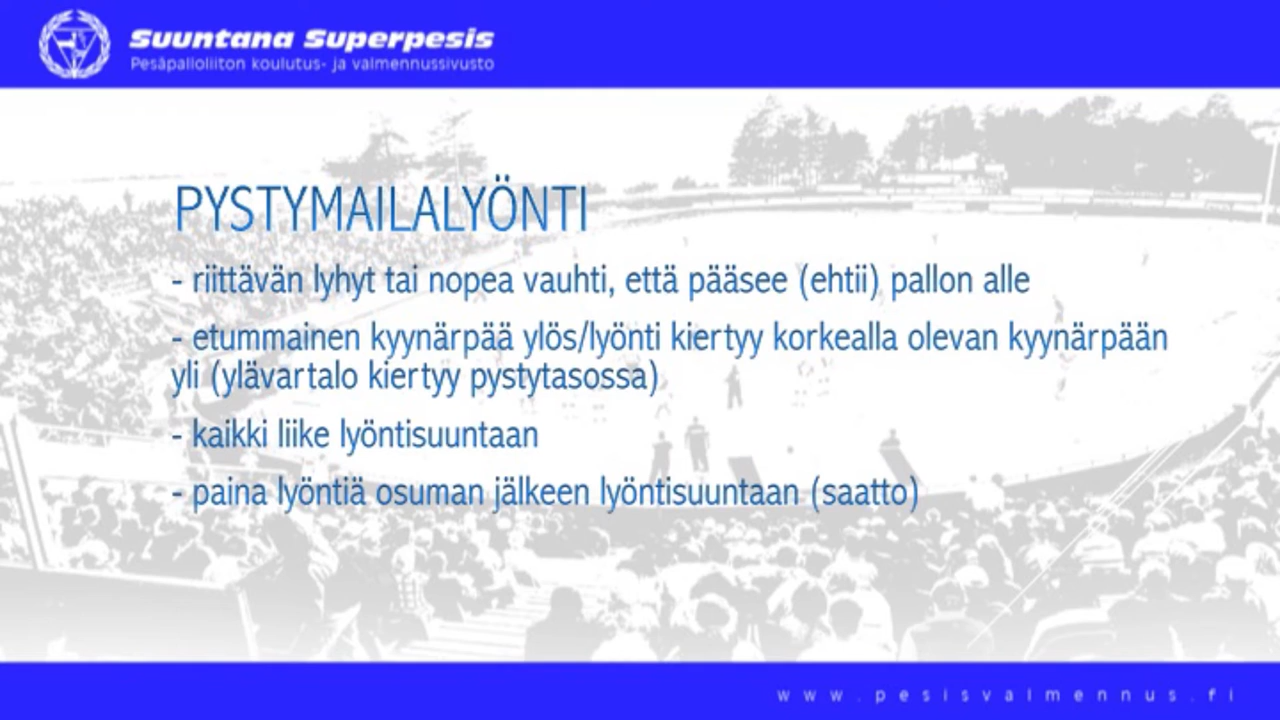 Suuntana Superpesis
Pesäpalloliiton koulutus- ja valmennussivusto
PYSTYMAILALYÖNTI
- riittävän lyhyt tai nopea vauhti, että pääsee (ehtii) pallon alle
- etummainen kyynärpää ylös/lyönti kiertyy korkealla olevan kyynärpään
yli (ylävartalo kiertyy pystytasossa)
- kaikki liike lyöntisuuntaan
- paina lyöntiä osuman jälkeen lyöntisuuntaan (saatto)
www.pesisvalmennus.fi